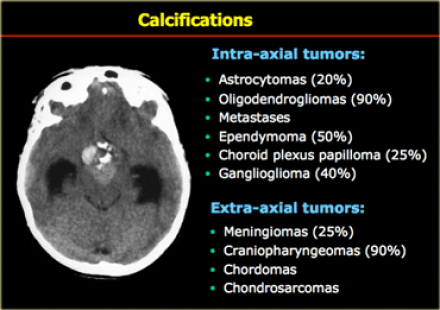 Calcifications
Intra-axial tumors:
• Astrocytomas (20%)
• Oligodendrogliomas (90%)
• Metastases
• Ependymoma (50%)
• Choroid plexus papilloma (25%)
• Ganglioglioma (40%)
Extra-axial tumors:
• Meningiomas (25%)
• Craniopharyngeomas (90%)
• Chordomas
• Chondrosarcomas